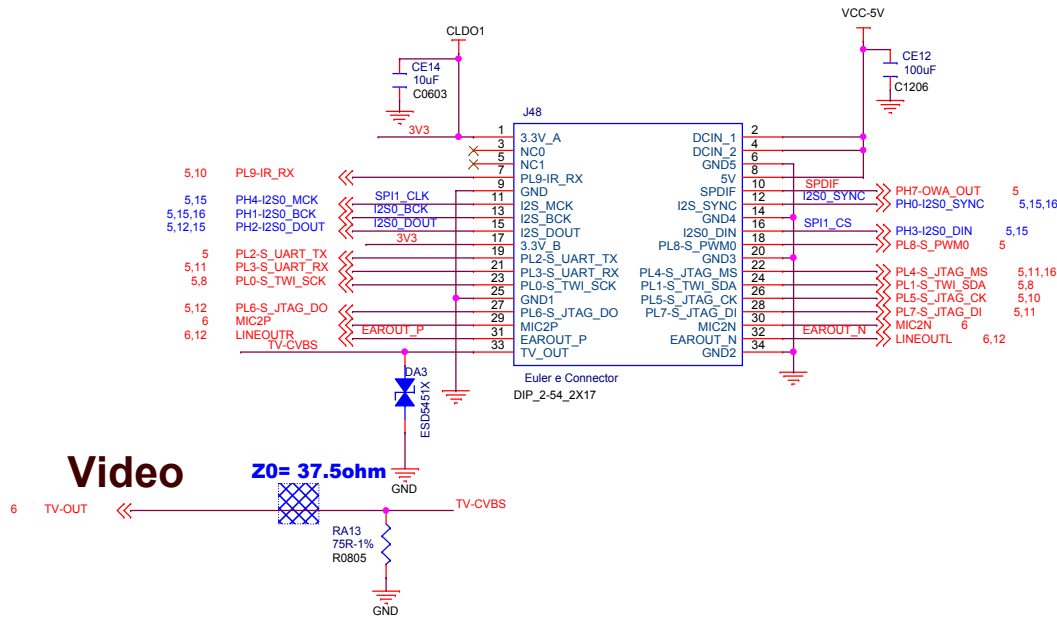 VCC-5V
CLDO1
CE14
10uF
C0603
CE12
100uF
C1206
J48
3V3 1 3.3V_A DCIN_1 2
3 NC0 DCIN_2 4
5 NC1 GND5 6
5,10 PL9-IR_RX 7 PL9-IR_RX 5V 8
9 GND SPDIF 10 SPDIF PH7-OWA_OUT 5
5,15 PH4-I2S0_MCK SPI1_CLK 11 I2S_MCK I2S_SYNC 12 I2S0_SYNC PH0-I2S0_SYNC 5,15,16
5,15,16 PH1-I2S0_BCK I2S0_BCK 13 I2S_BCK GND4 14
5,12,15 PH2-I2S0_DOUT I2S0_DOUT 15 I2S_DOUT I2S0_DIN 16 SPI1_CS PH3-I2S0_DIN 5,15
3V3 17 3.3V_B PL8-S_PWM0 18 PL8-S_PWM0 5
5 PL2-S_UART_TX 19 PL2-S_UART_TX GND3 20
5,11 PL3-S_UART_RX 21 PL3-S_UART_RX PL4-S_JTAG_MS 22 PL4-S_JTAG_MS 5,11,16
5,8 PL0-S_TWI_SCK 23 PL0-S_TWI_SCK PL1-S_TWI_SDA 24 PL1-S_TWI_SDA 5,8
25 GND1 PL5-S_JTAG_CK 26 PL5-S_JTAG_CK 5,10
5,12 PL6-S_JTAG_DO 27 PL6-S_JTAG_DO PL7-S_JTAG_DI 28 PL7-S_JTAG_DI 5,11
6 MIC2P 29 MIC2P MIC2N 30 MIC2N 6
6,12 LINEOUTR EAROUT_P 31 EAROUT_P EAROUT_N 32 EAROUT_N LINEOUTL 6,12
TV-CVBS 33 TV_OUT GND2 34
Euler e Connector
DIP_2-54_2X17
DA3
ESD5451X
GND
Video
Z0= 37.5ohm
6 TV-OUT TV-CVBS
RA13
75R-1%
R0805
GND